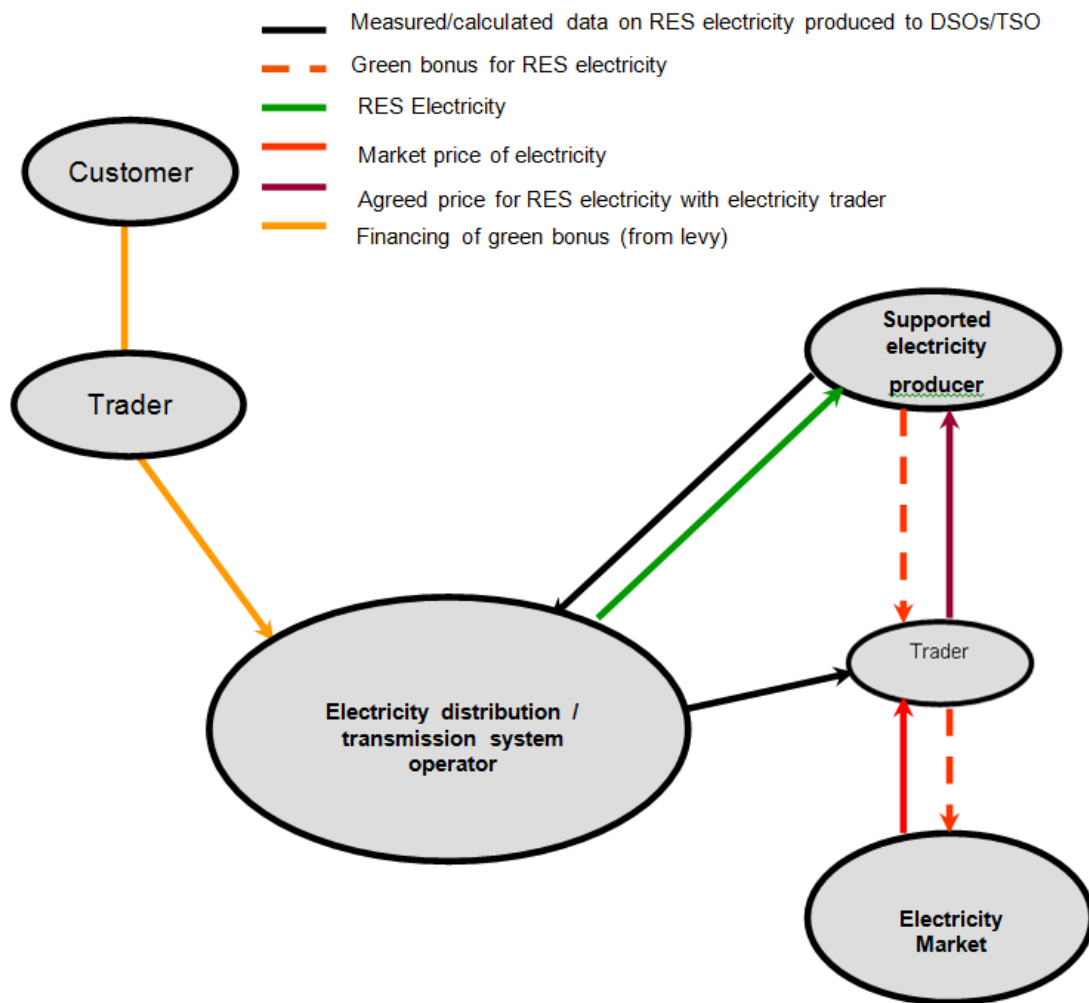 Measured/calculated data on RES electricity produced to DSOs/TSO
Green bonus for RES electricity
RES Electricity
Market price of electricity
Agreed price for RES electricity with electricity trader
Financing of green bonus (from levy)
Customer
Trader
Supported
electricity
producer
Trader
Electricity distribution /
transmission system
operator
Electricity
Market